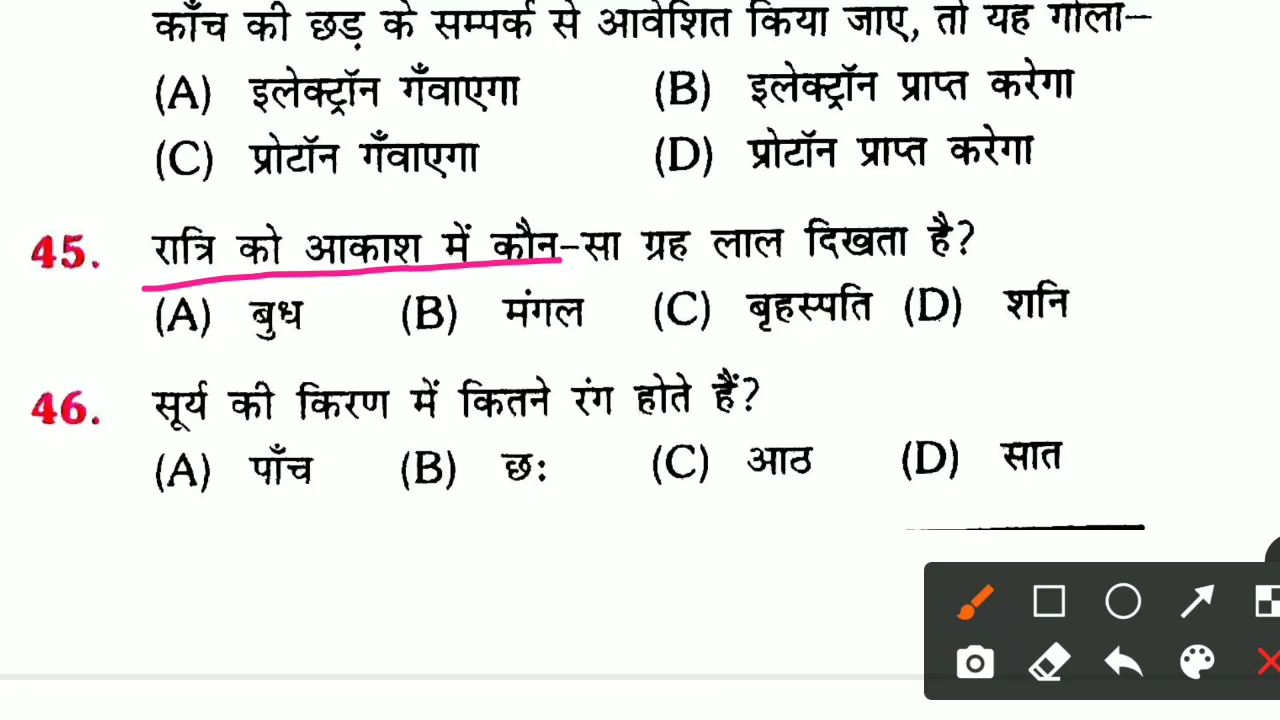 काँच की छड़ के सम्पर्क से आवेशित किया जाए, तो यह गोला—
(A) इलेक्ट्रॉन गँवाएगा (B) इलेक्ट्रॉन प्राप्त करेगा
(C) प्रोटॉन गँवाएगा (D) प्रोटॉन प्राप्त करेगा
45. रात्रि को आकाश में कौन-सा ग्रह लाल दिखता है?
(A) बुध (B) मंगल (C) बृहस्पति (D) शनि
46. सूर्य की किरण में कितने रंग होते हैं?
(A) पाँच (B) छः (C) आठ (D) सात